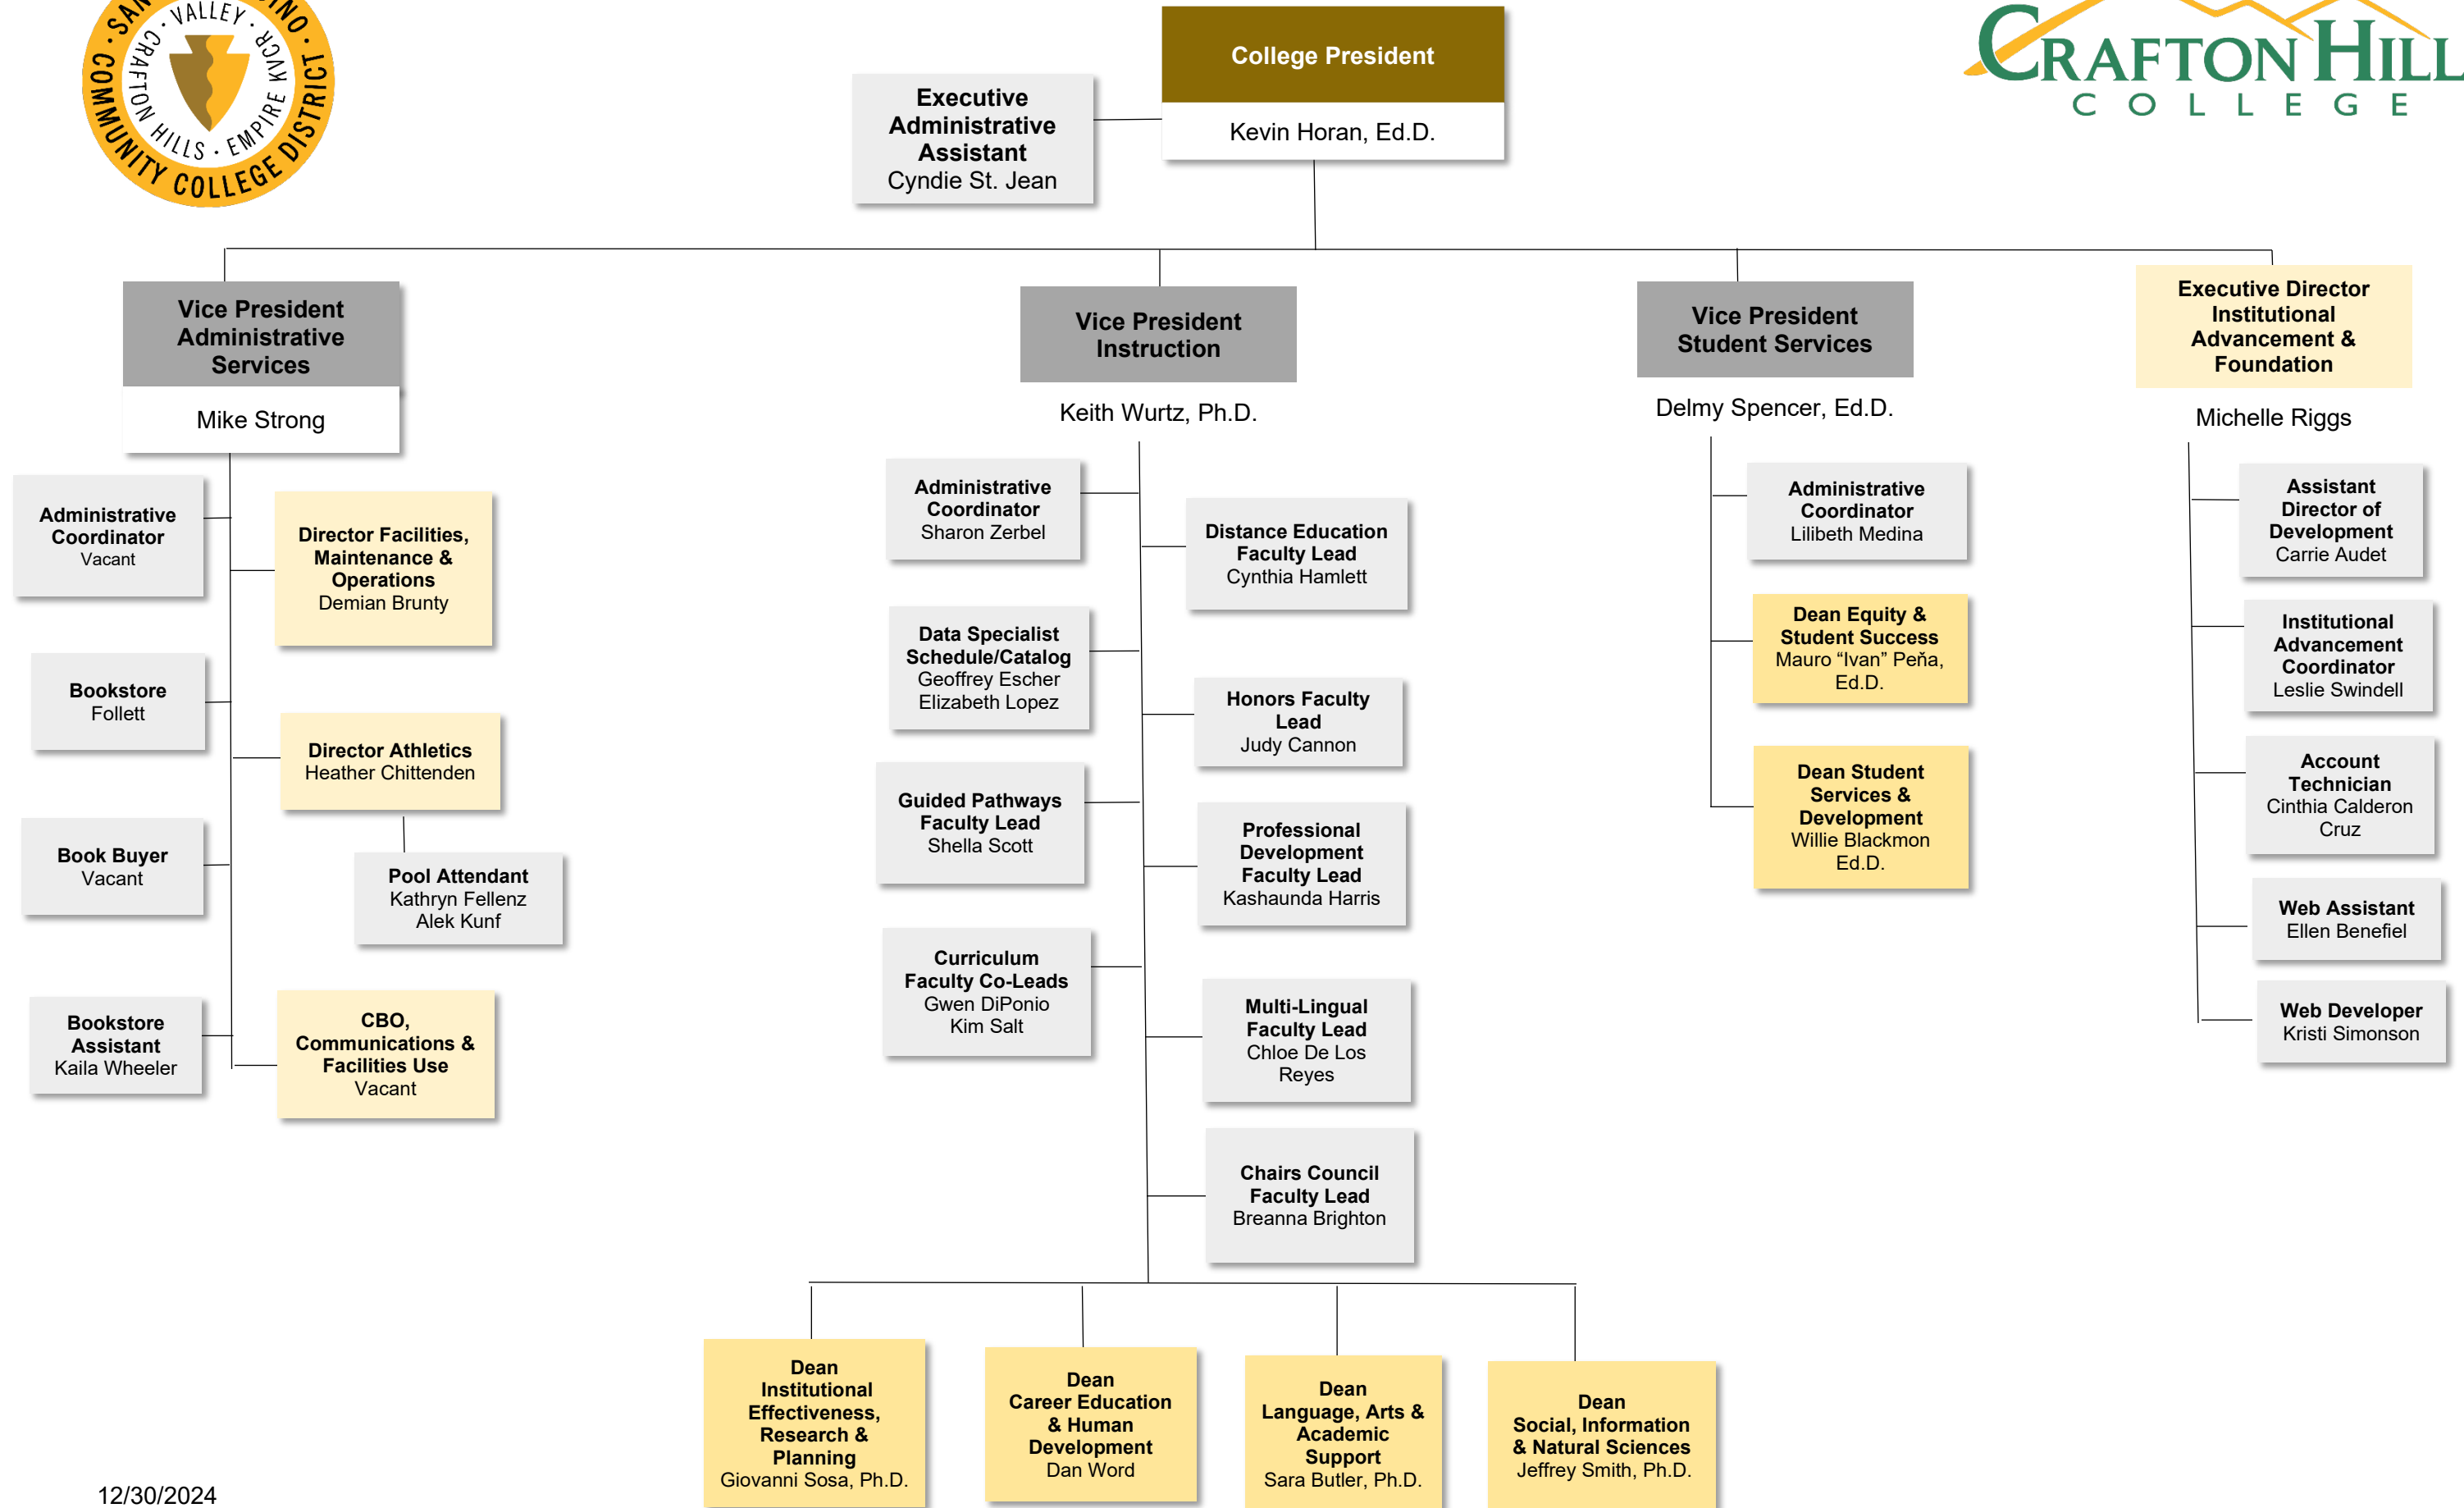 SAN
INO
COMMUNITY COLLEGE DISTRICT
VALLEY
CRAFTON HILLS
EMPIRE KVCR
CRAFTON HILL
COLLEGE
College President
Kevin Horan, Ed.D.
Executive
Administrative
Assistant
Cyndie St. Jean
Vice President
Administrative
Services
Mike Strong
Administrative
Coordinator
Vacant
Director Facilities,
Maintenance &
Operations
Demian Brunty
Bookstore
Follett
Director Athletics
Heather Chittenden
Book Buyer
Vacant
Pool Attendant
Kathryn Fellenz
Alek Kunf
Bookstore
Assistant
Kaila Wheeler
CBO,
Communications &
Facilities Use
Vacant
Vice President
Instruction
Keith Wurtz, Ph.D.
Administrative
Coordinator
Sharon Zerbel
Distance Education
Faculty Lead
Cynthia Hamlett
Data Specialist
Schedule/Catalog
Geoffrey Escher
Elizabeth Lopez
Honors Faculty
Lead
Judy Cannon
Guided Pathways
Faculty Lead
Shella Scott
Professional
Development
Faculty Lead
Kashaunda Harris
Curriculum
Faculty Co-Leads
Gwen DiPonio
Kim Salt
Multi-Lingual
Faculty Lead
Chloe De Los
Reyes
Chairs Council
Faculty Lead
Breanna Brighton
Dean
Institutional
Effectiveness,
Research &
Planning
Giovanni Sosa, Ph.D.
Dean
Career Education
& Human
Development
Dan Word
Dean
Language, Arts &
Academic
Support
Sara Butler, Ph.D.
Dean
Social, Information
& Natural Sciences
Jeffrey Smith, Ph.D.
Vice President
Student Services
Delmy Spencer, Ed.D.
Administrative
Coordinator
Lilibeth Medina
Dean Equity &
Student Success
Mauro “Ivan” Peňa,
Ed.D.
Dean Student
Services &
Development
Willie Blackmon
Ed.D.
Executive Director
Institutional
Advancement &
Foundation
Michelle Riggs
Assistant
Director of
Development
Carrie Audet
Institutional
Advancement
Coordinator
Leslie Swindell
Account
Technician
Cinthia Calderon
Cruz
Web Assistant
Ellen Benefiel
Web Developer
Kristi Simonson
12/30/2024